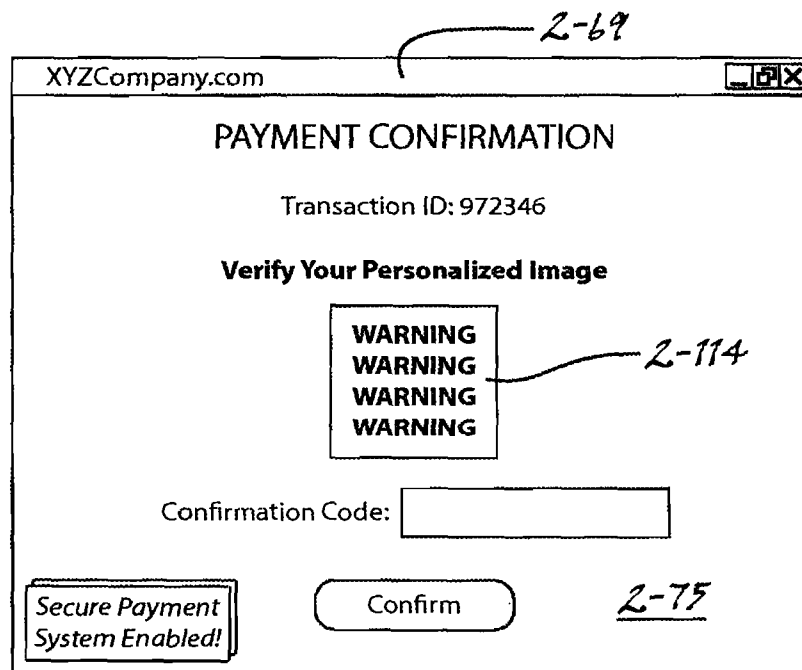 2-69
XYZCompany.com
PAYMENT CONFIRMATION
Transaction ID: 972346
Verify Your Personalized Image
WARNING
WARNING
WARNING
WARNING
2-114
Confirmation Code:
Secure Payment
System Enabled!
Confirm
2-75